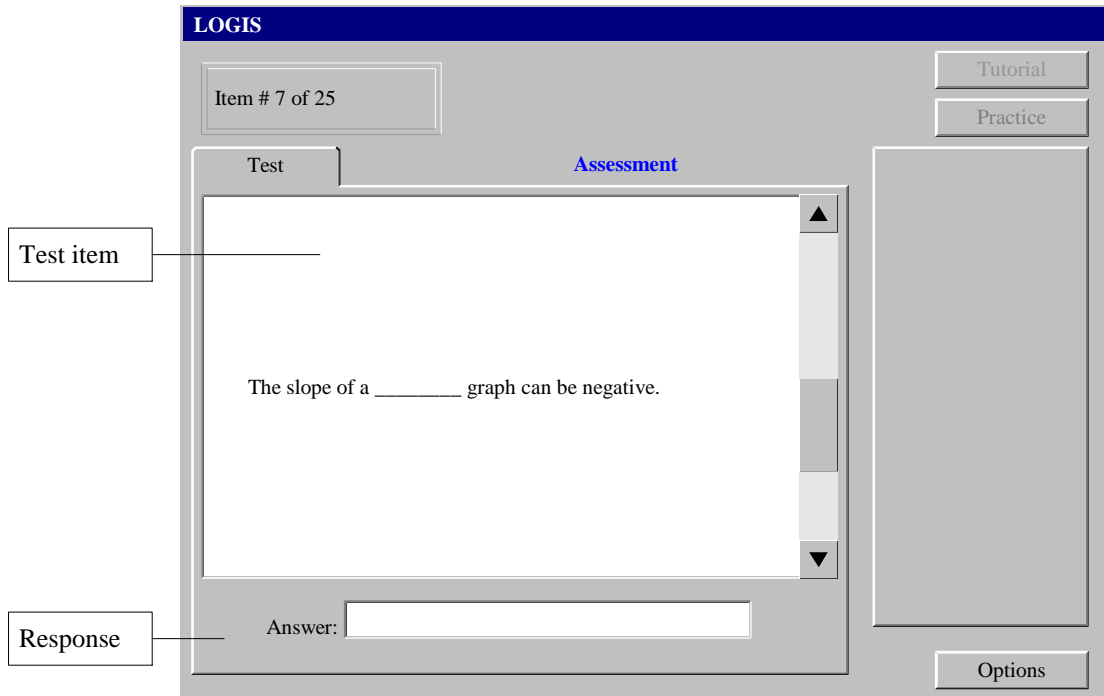 LOGIS
Tutorial
Item # 7 of 25
Practice
Test
Assessment
Test item
The slope of a ________ graph can be negative.
Answer:
Response
Options